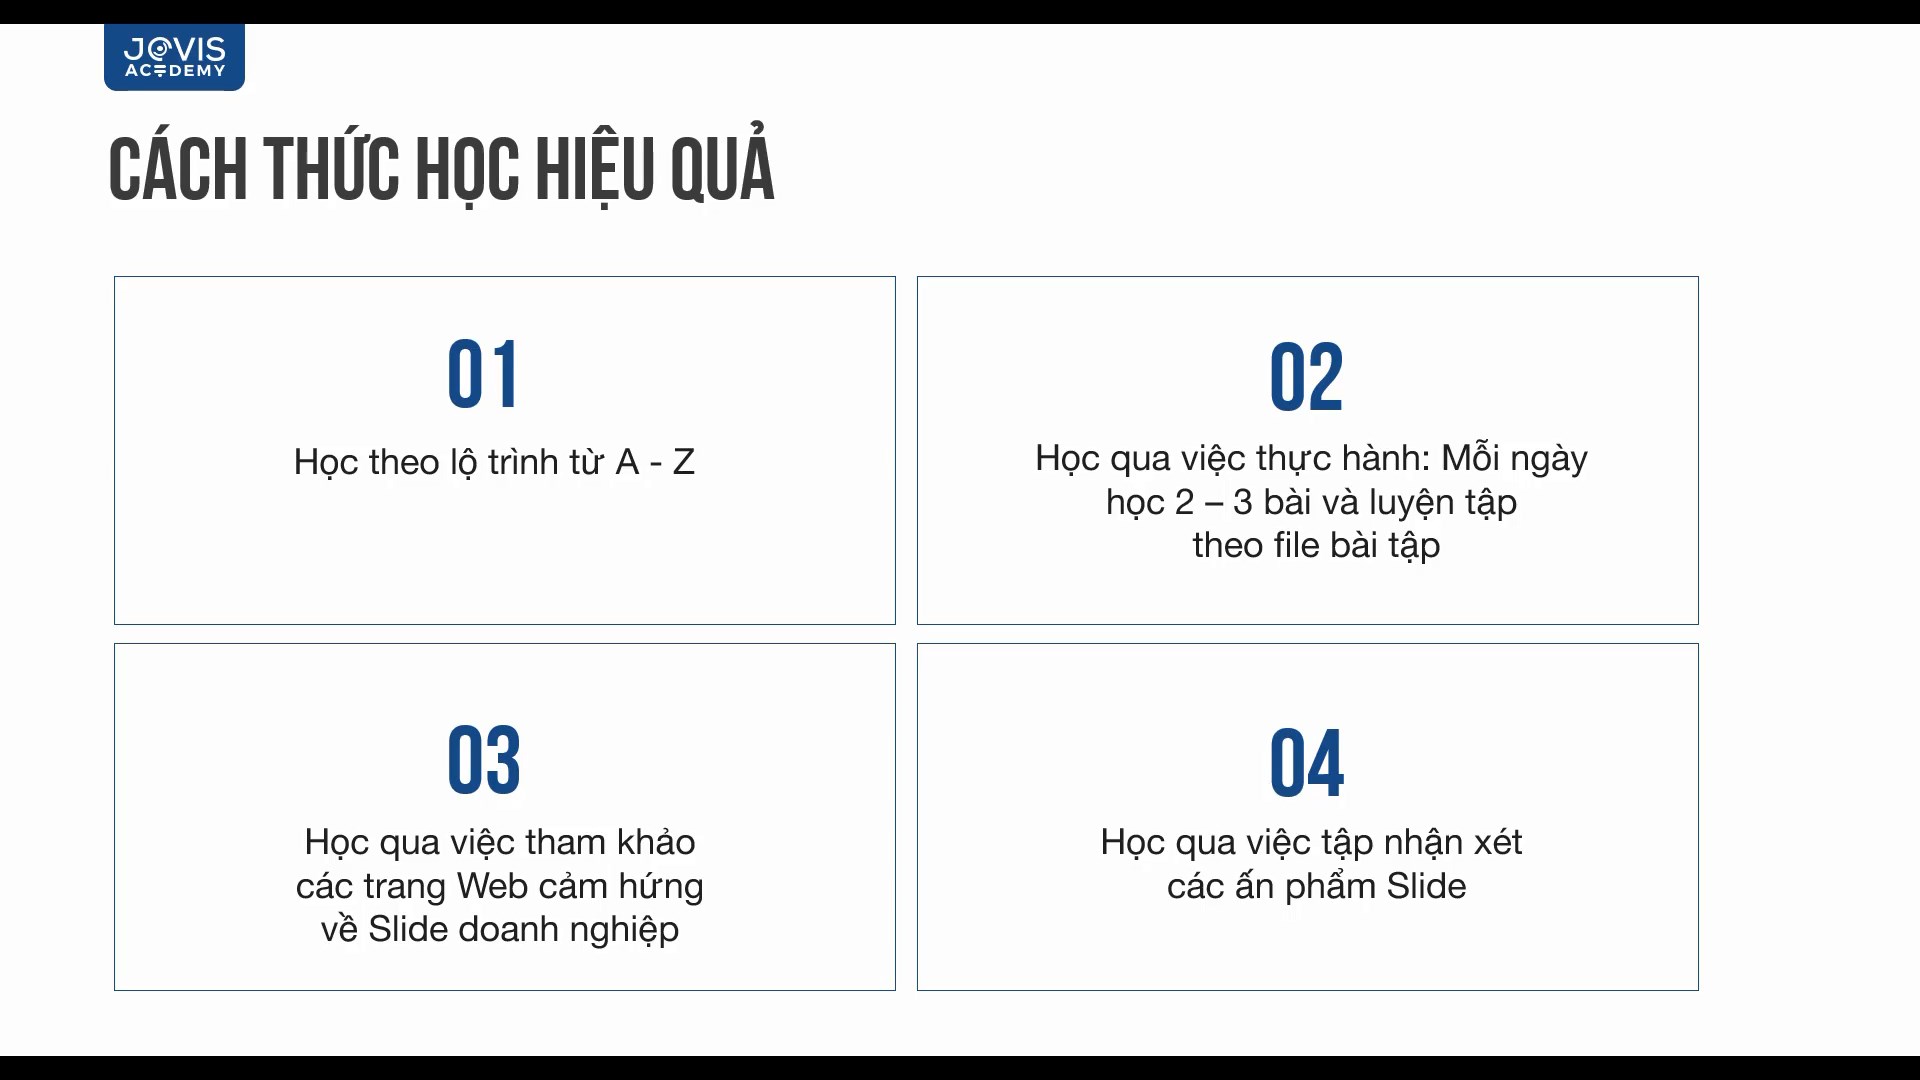 JOVIS
ACADEMY
CÁCH THỨC HỌC HIỆU QUẢ
01
Học theo lộ trình từ A - Z
02
Học qua việc thực hành: Mỗi ngày
học 2 – 3 bài và luyện tập
theo file bài tập
03
Học qua việc tham khảo
các trang Web cảm hứng
về Slide doanh nghiệp
04
Học qua việc tập nhận xét
các ấn phẩm Slide